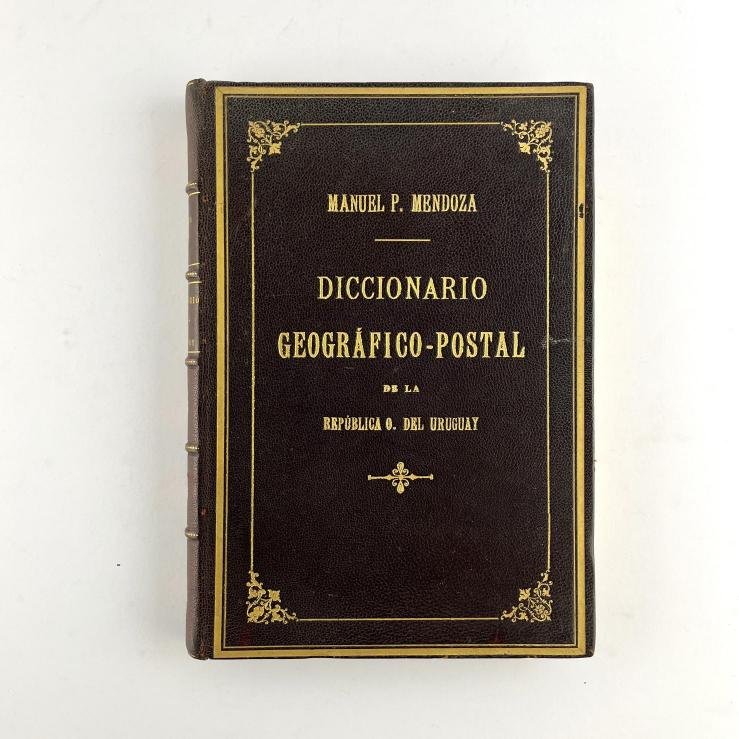 MANUEL P. MENDOZA
DICCIONARIO
GEOGRÁFICO-POSTAL
DE LA
REPÚBLICA O. DEL URUGUAY